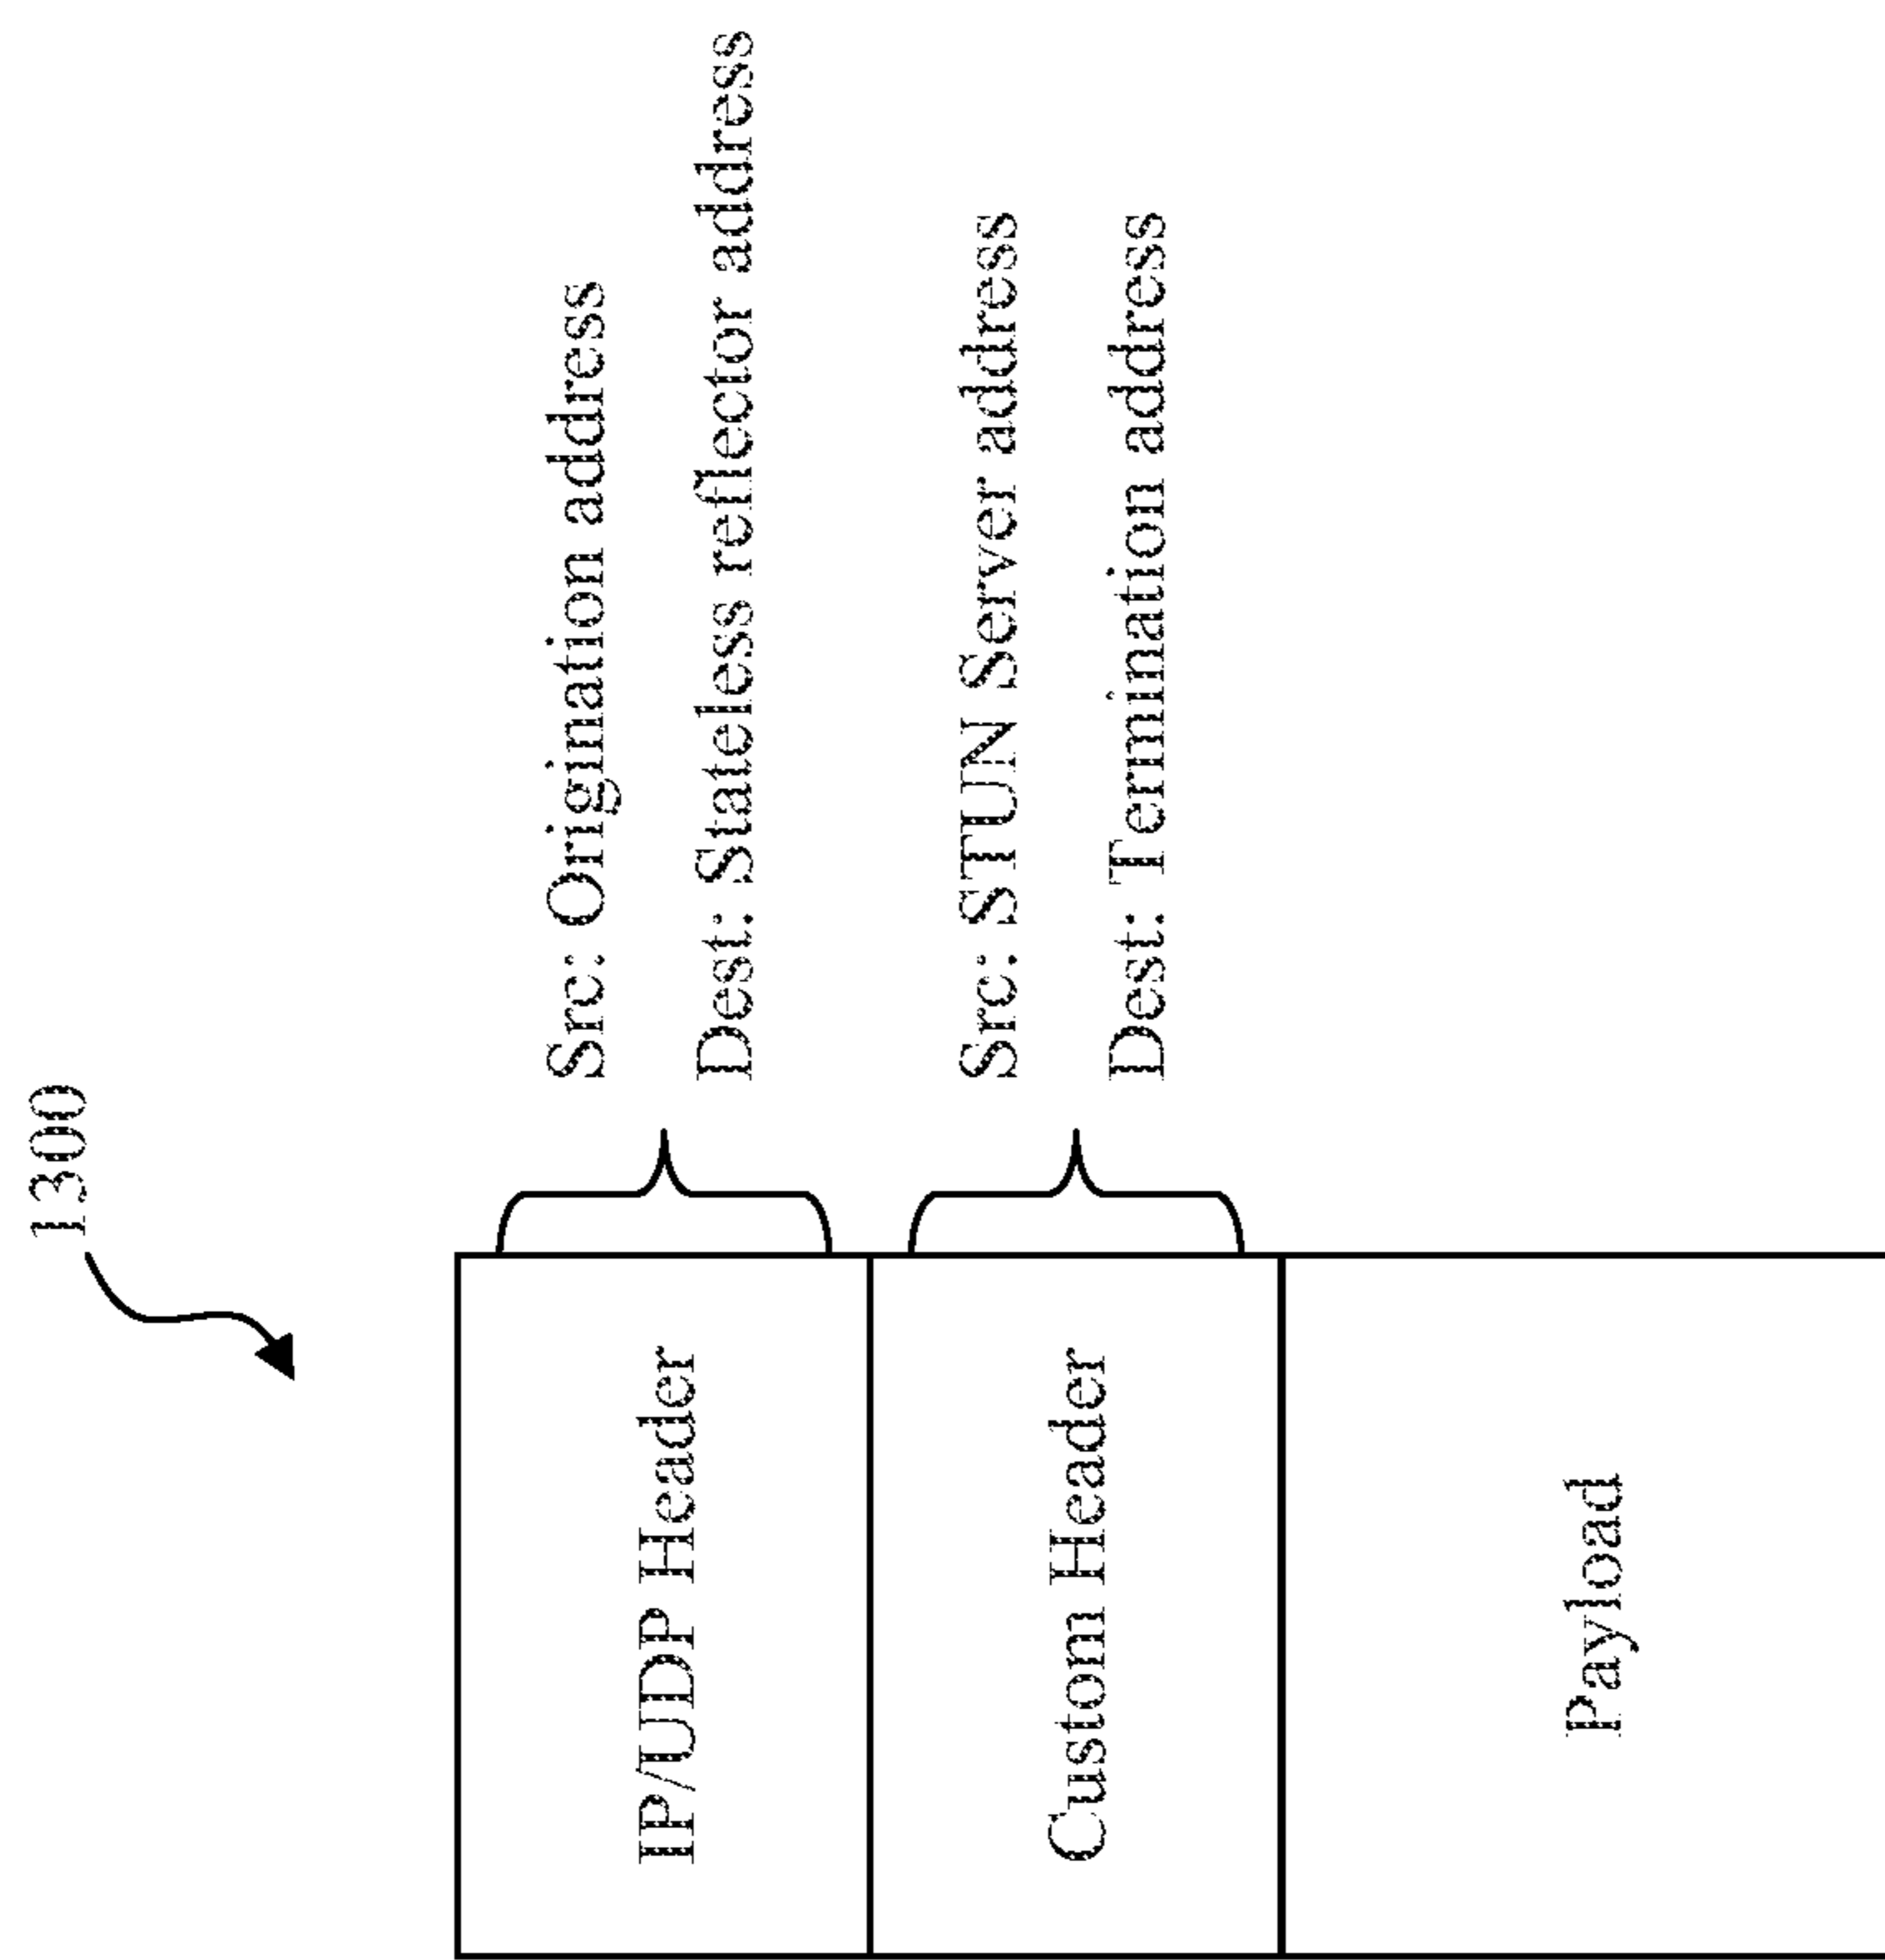 1300
IP/UDP Header
Src: Origination address
Dest: Stateless reflector address
Custom Header
Src: STUN Server address
Dest: Termination address
Payload